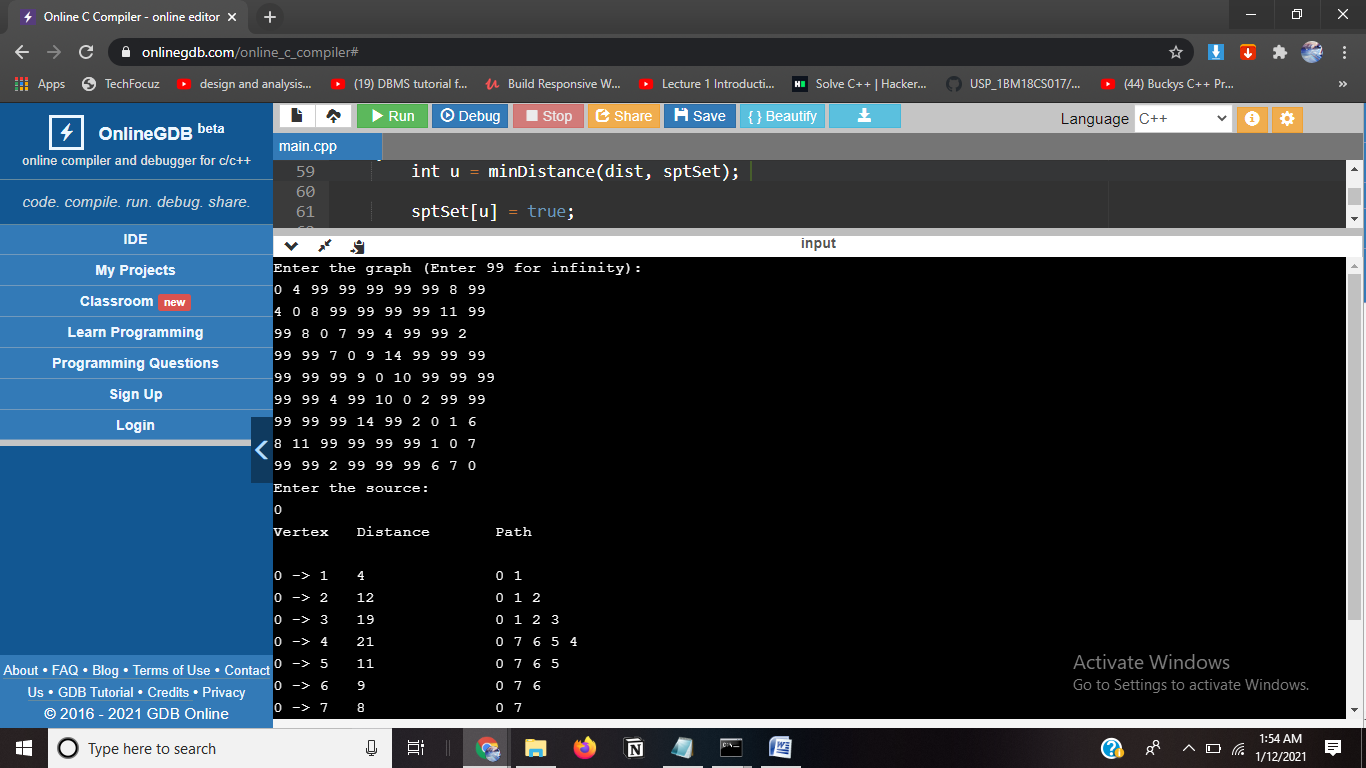 Online C Compiler - online editor
onlinegdb.com/online_c_compiler#
Apps TechFocuz design and analysis... (19) DBMS tutorial f... Build Responsive W... Lecture 1 Introducti... Solve C++ | Hacker... USP_1BM18CS017/... (44) Buckys C++ Pr... »
OnlineGDB beta
online compiler and debugger for c/c++
code. compile. run. debug. share.
IDE
My Projects
Classroom new
Learn Programming
Programming Questions
Sign Up
Login
About • FAQ • Blog • Terms of Use • Contact
Us • GDB Tutorial • Credits • Privacy
© 2016 - 2021 GDB Online
Run Debug Stop Share Save { } Beautify
Language C++
main.cpp
59 int u = minDistance(dist, sptSet);
60
61 sptSet[u] = true;
input
Enter the graph (Enter 99 for infinity):
0 4 99 99 99 99 99 8 99
4 0 8 99 99 99 99 11 99
99 8 0 7 99 4 99 99 2
99 99 7 0 9 14 99 99 99
99 99 99 9 0 10 99 99 99
99 99 4 99 10 0 2 99 99
99 99 99 14 99 2 0 1 6
8 11 99 99 99 99 1 0 7
99 99 2 99 99 99 6 7 0
Enter the source:
0
Vertex Distance Path
0 -> 1 4 0 1
0 -> 2 12 0 1 2
0 -> 3 19 0 1 2 3
0 -> 4 21 0 7 6 5 4
0 -> 5 11 0 7 6 5
0 -> 6 9 0 7 6
0 -> 7 8 0 7
Activate Windows
Go to Settings to activate Windows.
Type here to search
1:54 AM
1/12/2021